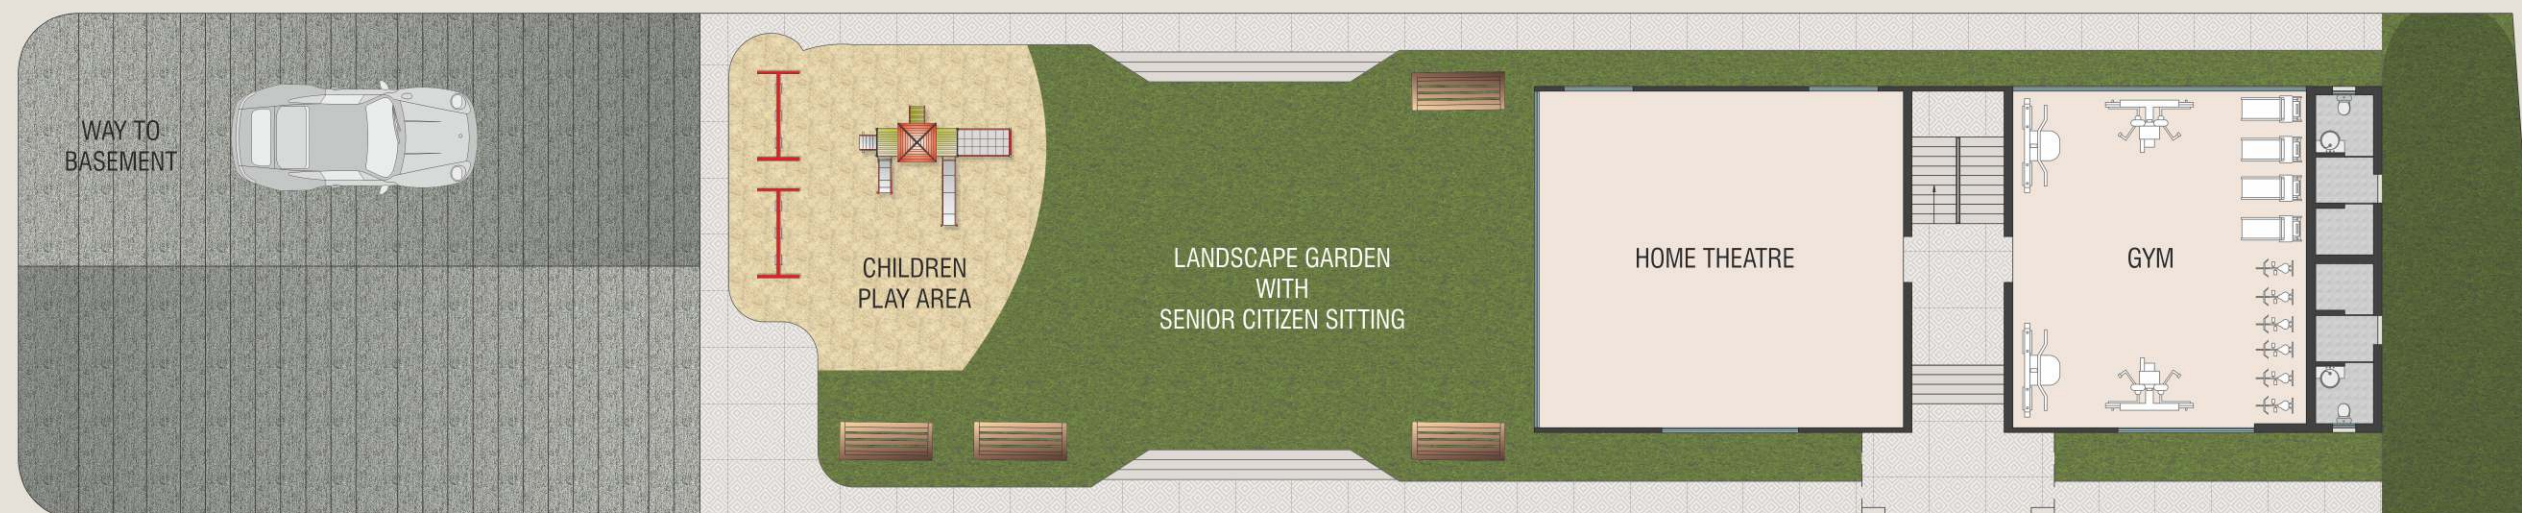 WAY TO
BASEMENT
CHILDREN
PLAY AREA
LANDSCAPE GARDEN
WITH
SENIOR CITIZEN SITTING
HOME THEATRE
GYM